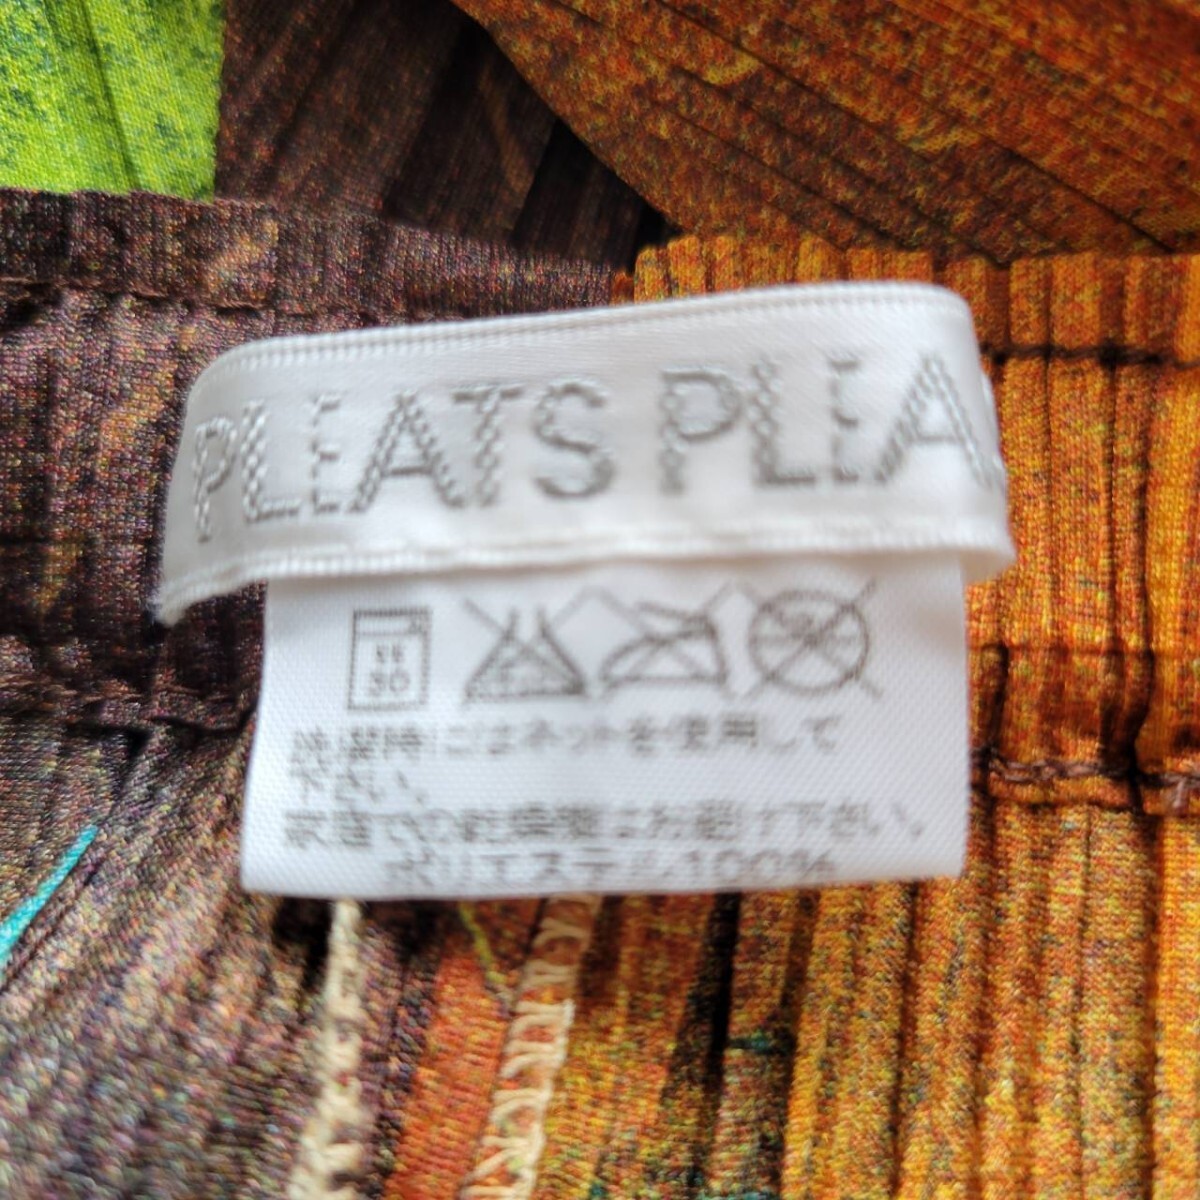 PLEATS PLEA
30
洗濯時にはネットを使用して
下さい。
家庭での乾燥機はお避け下さい。
ポリエステル100%